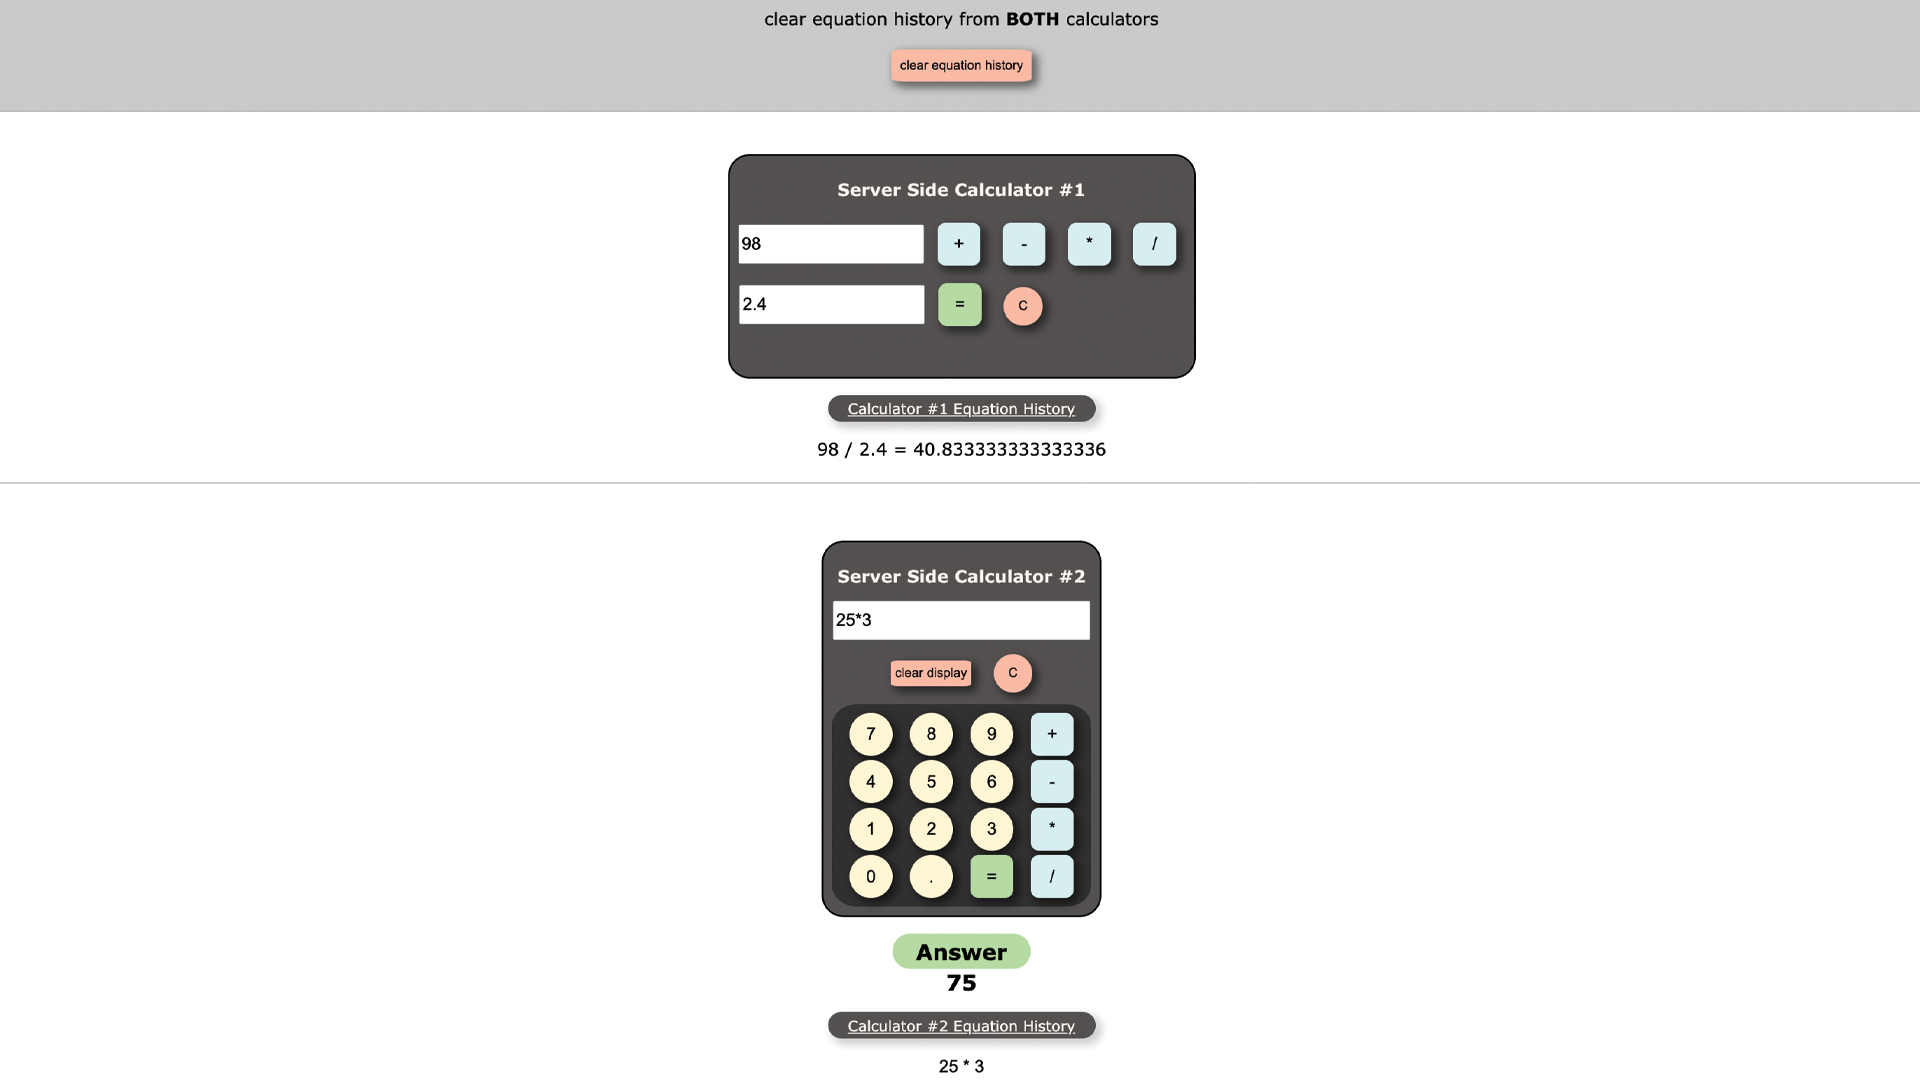 clear equation history from BOTH calculators
clear equation history
Server Side Calculator #1
98 + - * /
2.4 = C
Calculator #1 Equation History
98 / 2.4 = 40.833333333333336
Server Side Calculator #2
25*3
clear display C
7 8 9 +
4 5 6 -
1 2 3 *
0 . = /
Answer
75
Calculator #2 Equation History
25 * 3